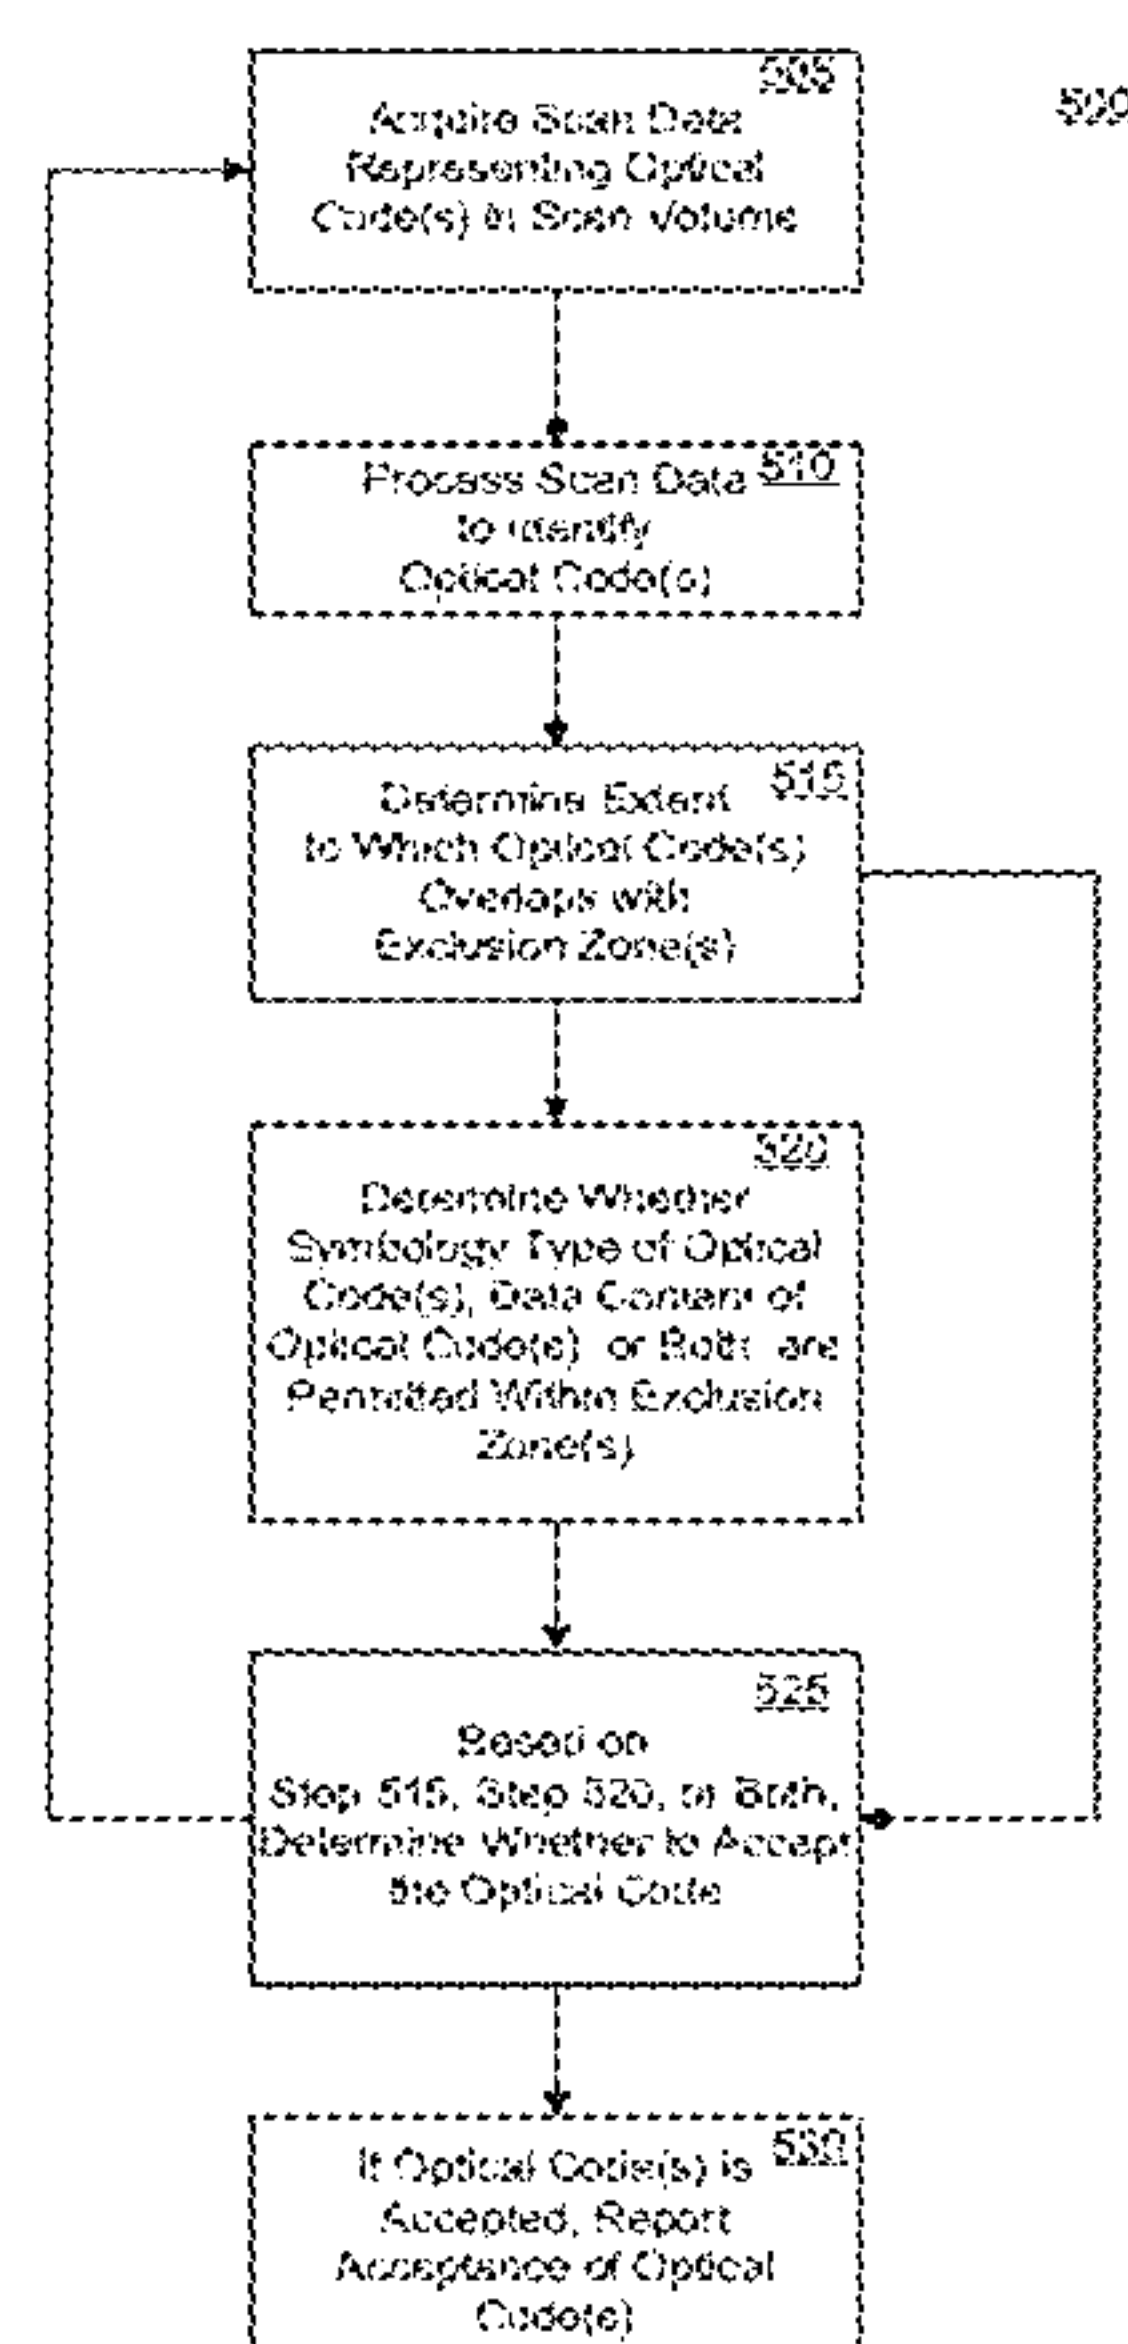 500
505
Acquire Scan Data
Representing Optical
Code(s) in Scan Volume
510
Process Scan Data
to Identify
Optical Code(s)
515
Determine Extent
to Which Optical Code(s)
Overlaps with
Exclusion Zone(s)
520
Determine Whether
Symbology Type of Optical
Code(s), Data Content of
Optical Code(s) or Both are
Permitted Within Exclusion
Zone(s)
525
Based on
Step 515, Step 520, or Both,
Determine Whether to Accept
the Optical Code
530
If Optical Code(s) is
Accepted, Report
Acceptance of Optical
Code(s)